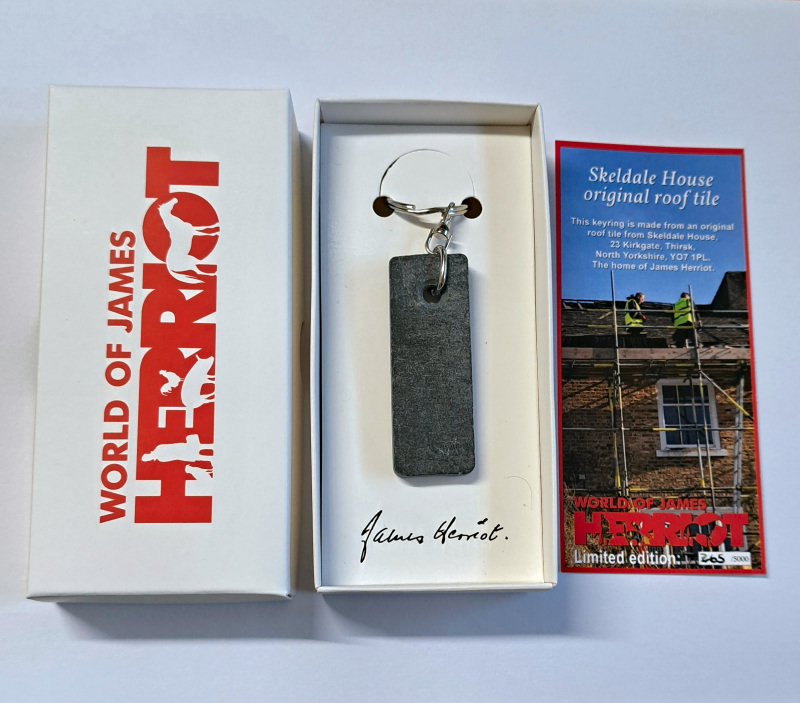 WORLD OF JAMES
HERRIOT
James Herriot.
Skeldale House
original roof tile
This keyring is made from an original
roof tile from Skeldale House,
23 Kirkgate, Thirsk,
North Yorkshire, YO7 1PL.
The home of James Herriot.
WORLD OF JAMES
HERRIOT
Limited edition: 265 /5000